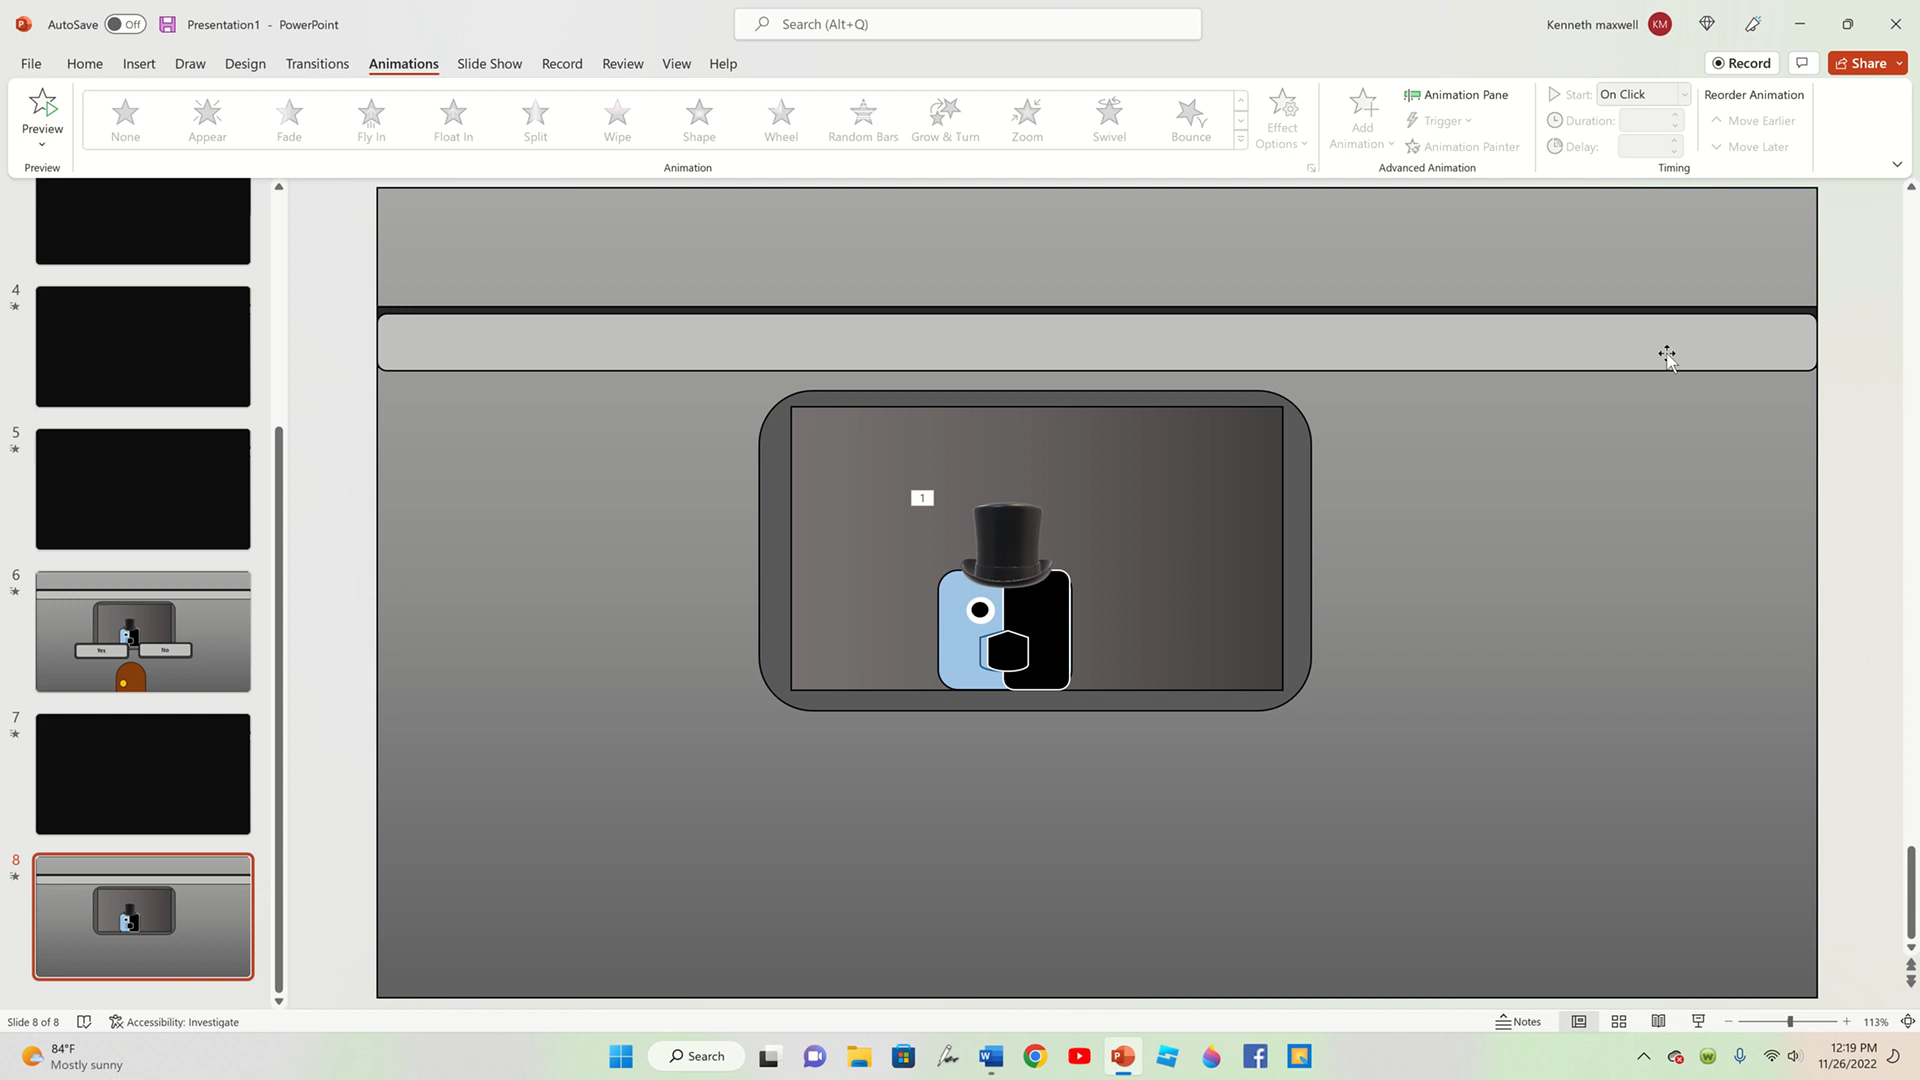 AutoSave Off Presentation1 - PowerPoint Search (Alt+Q) Kenneth maxwell KM
File Home Insert Draw Design Transitions Animations Slide Show Record Review View Help Record Share
Preview
None Appear Fade Fly In Float In Split Wipe Shape Wheel Random Bars Grow & Turn Zoom Swivel Bounce
Effect Options
Add Animation
Animation Pane
Trigger
Animation Painter
Start: On Click
Duration:
Delay:
Reorder Animation
Move Earlier
Move Later
Preview Animation Advanced Animation Timing
4
5
6
Yes No
7
8
1
Slide 8 of 8 Accessibility: Investigate Notes 113%
84°F
Mostly sunny
Search
12:19 PM
11/26/2022